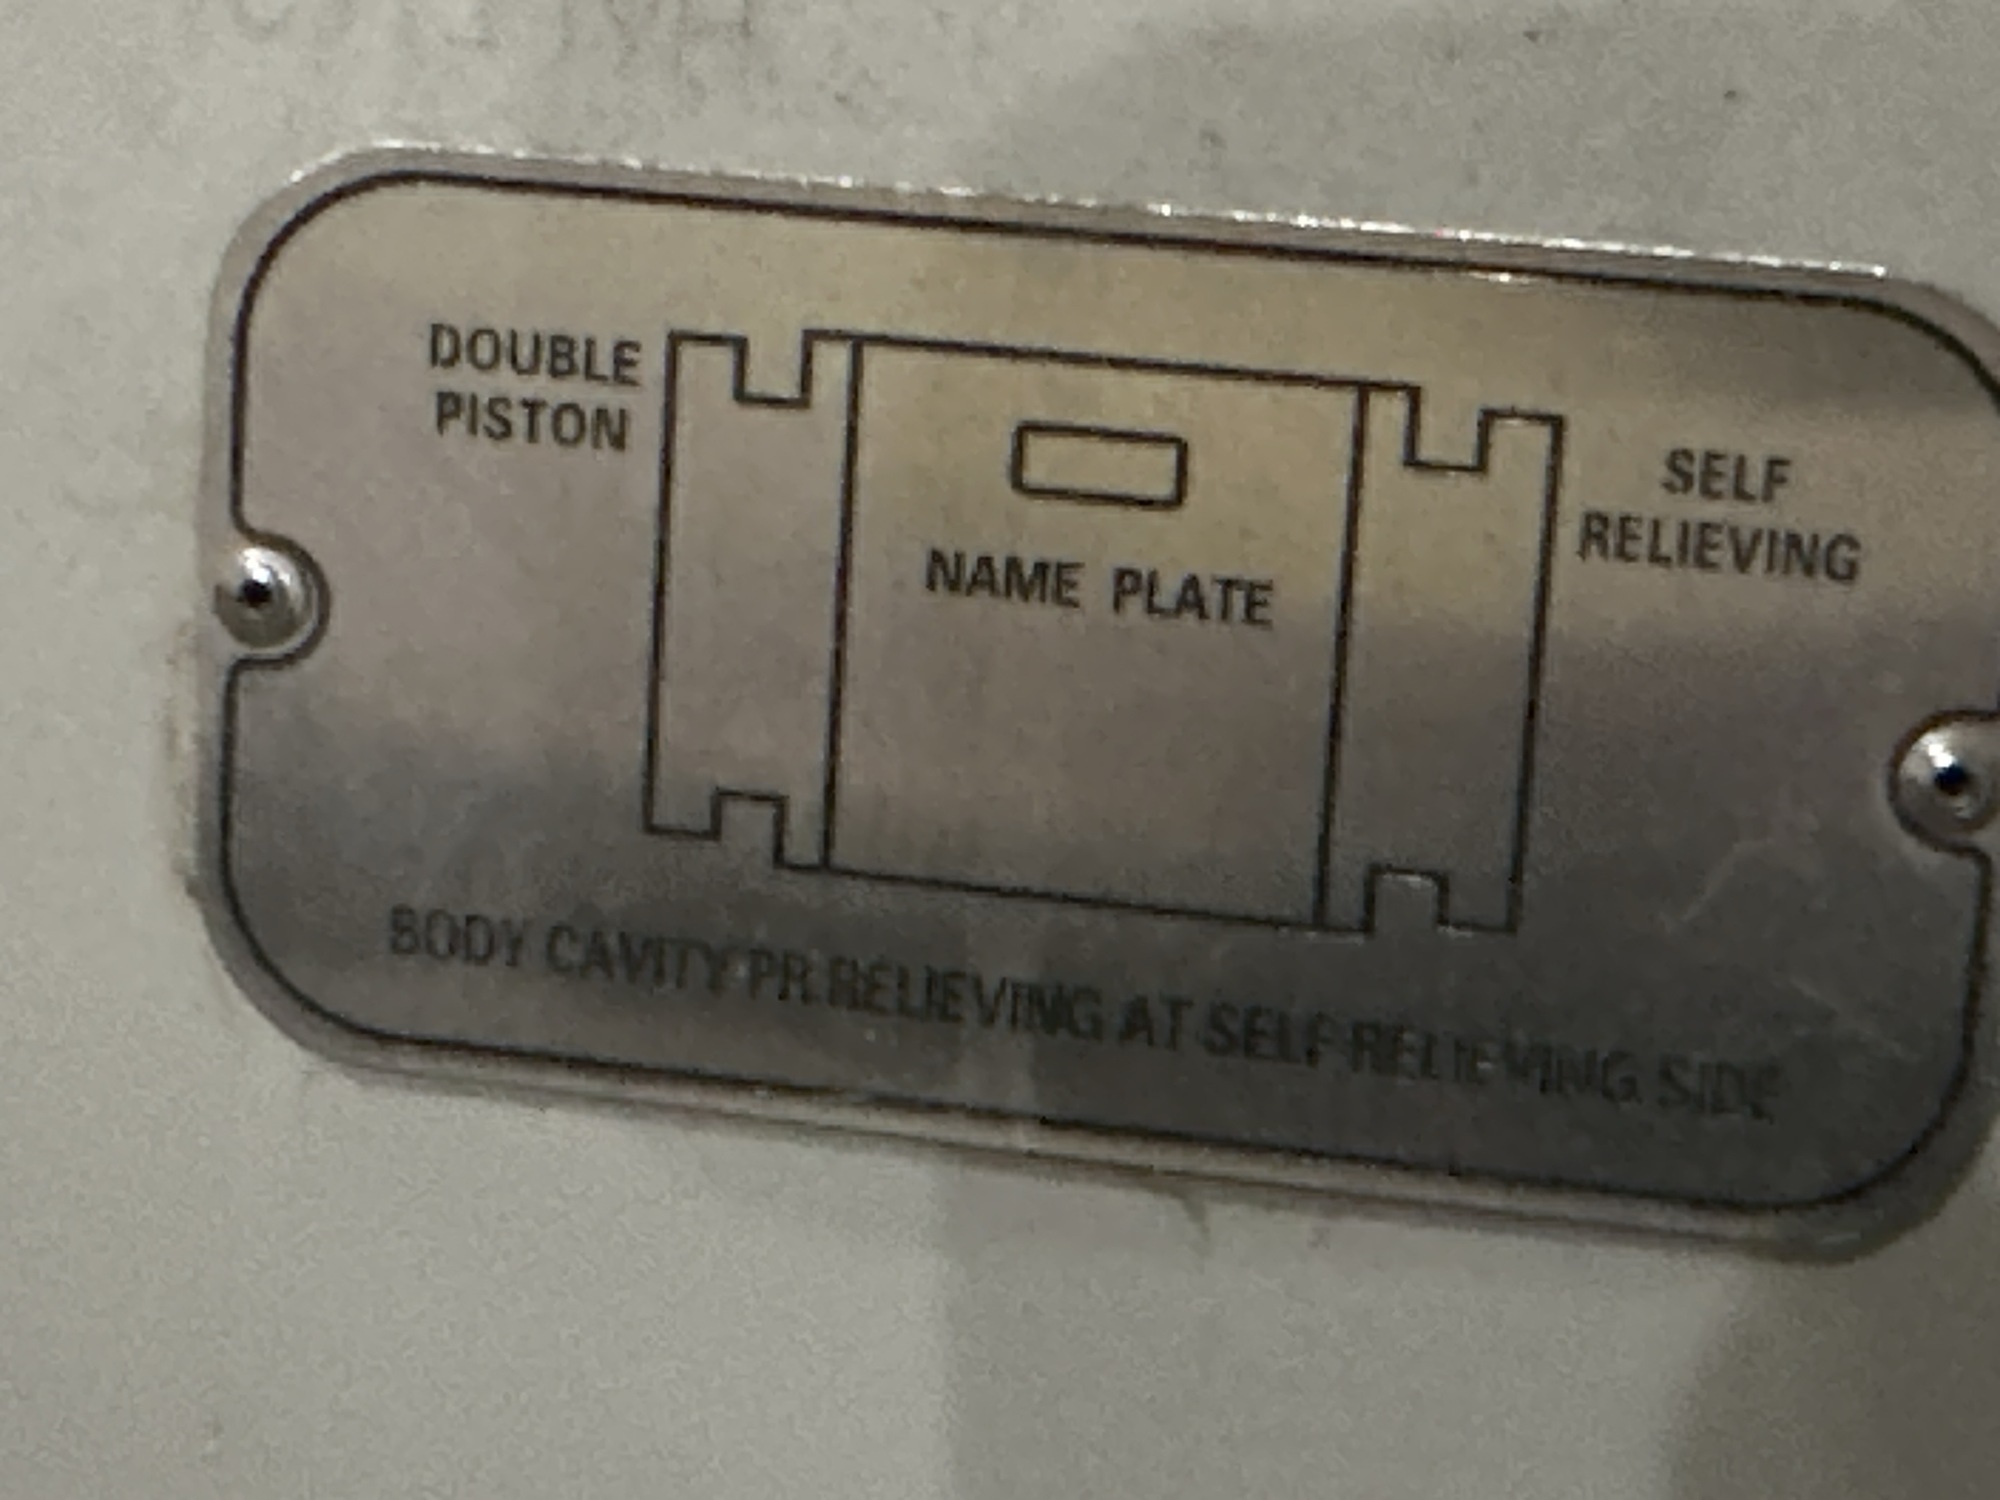 DOUBLE
PISTON
NAME PLATE
SELF
RELIEVING
BODY CAVITY PR.RELIEVING AT SELF RELIEVING SIDE